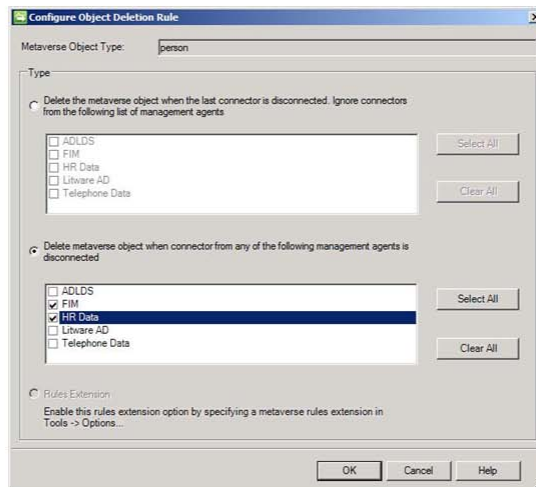 Configure Object Deletion Rule
Metaverse Object Type:
person
Type
Delete the metaverse object when the last connector is disconnected. Ignore connectors
from the following list of management agents
ADLDS
FIM
HR Data
Litware AD
Telephone Data
Select All
Clear All
Delete metaverse object when connector from any of the following management agents is
disconnected
ADLDS
FIM
HR Data
Litware AD
Telephone Data
Select All
Clear All
Rules Extension
Enable this rules extension option by specifying a metaverse rules extension in
Tools -> Options...
OK
Cancel
Help